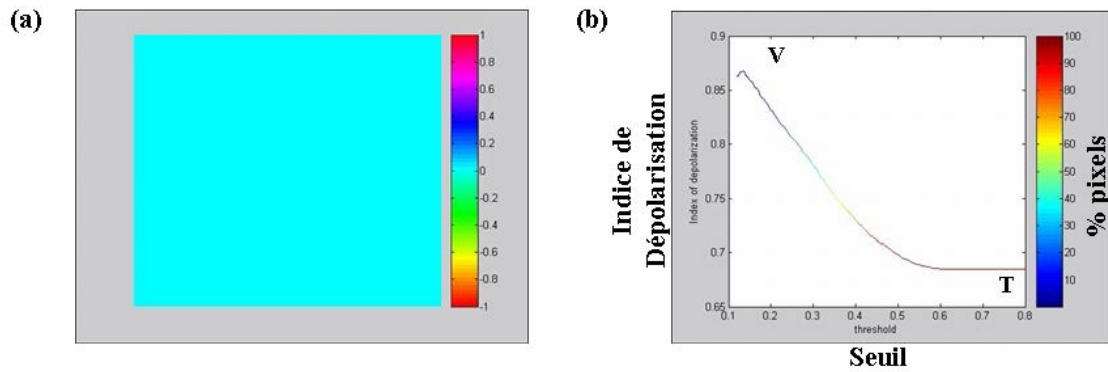 (a)
1
0.8
0.6
0.4
0.2
0
0.2
0.4
-0.6
-0.8
-1
(b)
Indice de
Dépolarisation
Index of depolarization
0.9
0.85
0.8
0.75
0.7
0.65
V
T
0.1 0.2 0.3 0.4 0.5 0.6 0.7 0.8
threshold
Seuil
100
90
80
70
60
50
40
30
20
10
% pixels